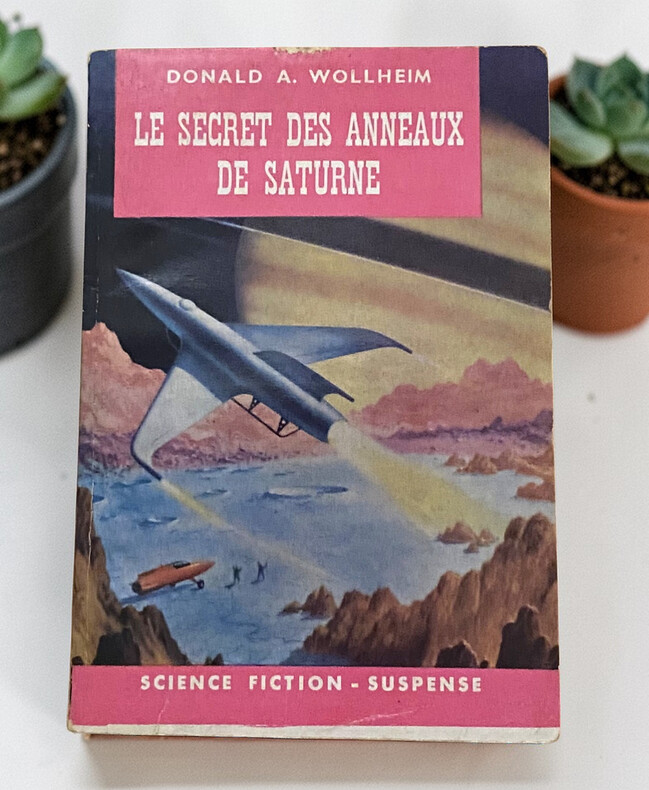 DONALD A. WOLLHEIM
LE SECRET DES ANNEAUX
DE SATURNE
SCIENCE FICTION - SUSPENSE